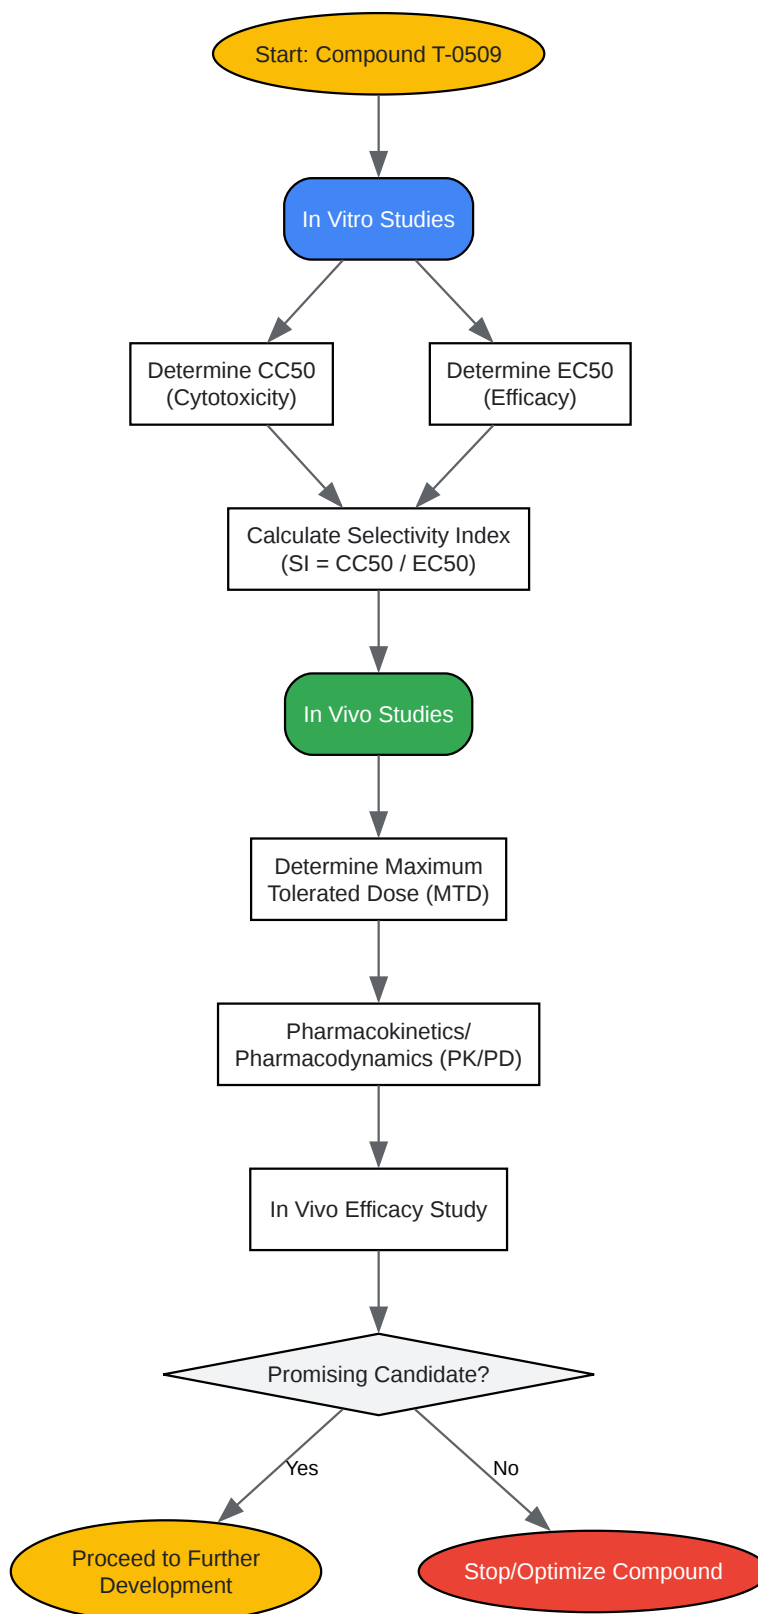 Start: Compound T-0509
In Vitro Studies
Determine CC50
(Cytotoxicity)
Determine EC50
(Efficacy)
Calculate Selectivity Index
(SI = CC50 / EC50)
In Vivo Studies
Determine Maximum
Tolerated Dose (MTD)
Pharmacokinetics/
Pharmacodynamics (PK/PD)
In Vivo Efficacy Study
Promising Candidate?
Yes
No
Proceed to Further
Development
Stop/Optimize Compound